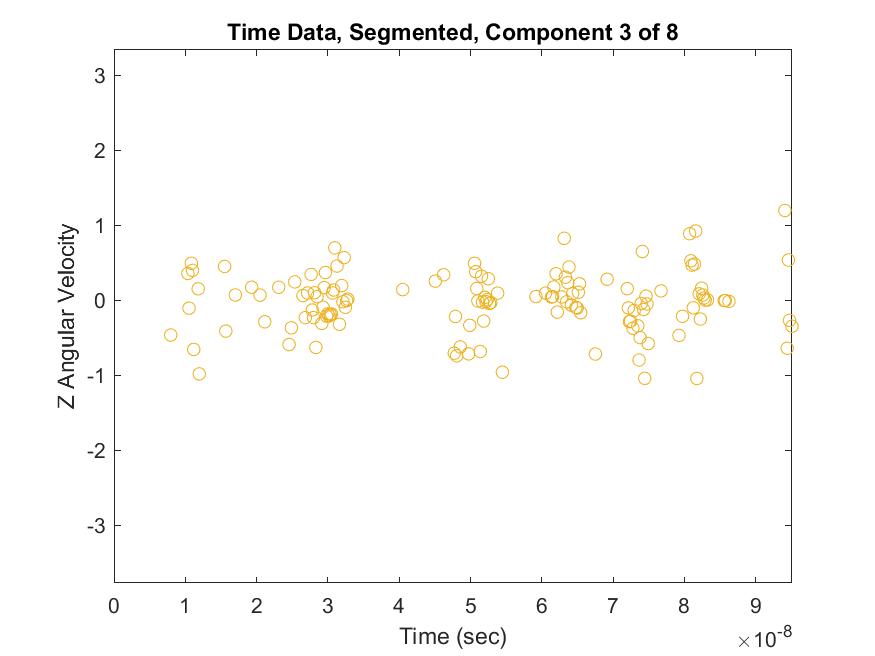 Time Data, Segmented, Component 3 of 8
3
2
1
0
-1
-2
-3
Z Angular Velocity
0 1 2 3 4 5 6 7 8 9
Time (sec)
×10-8